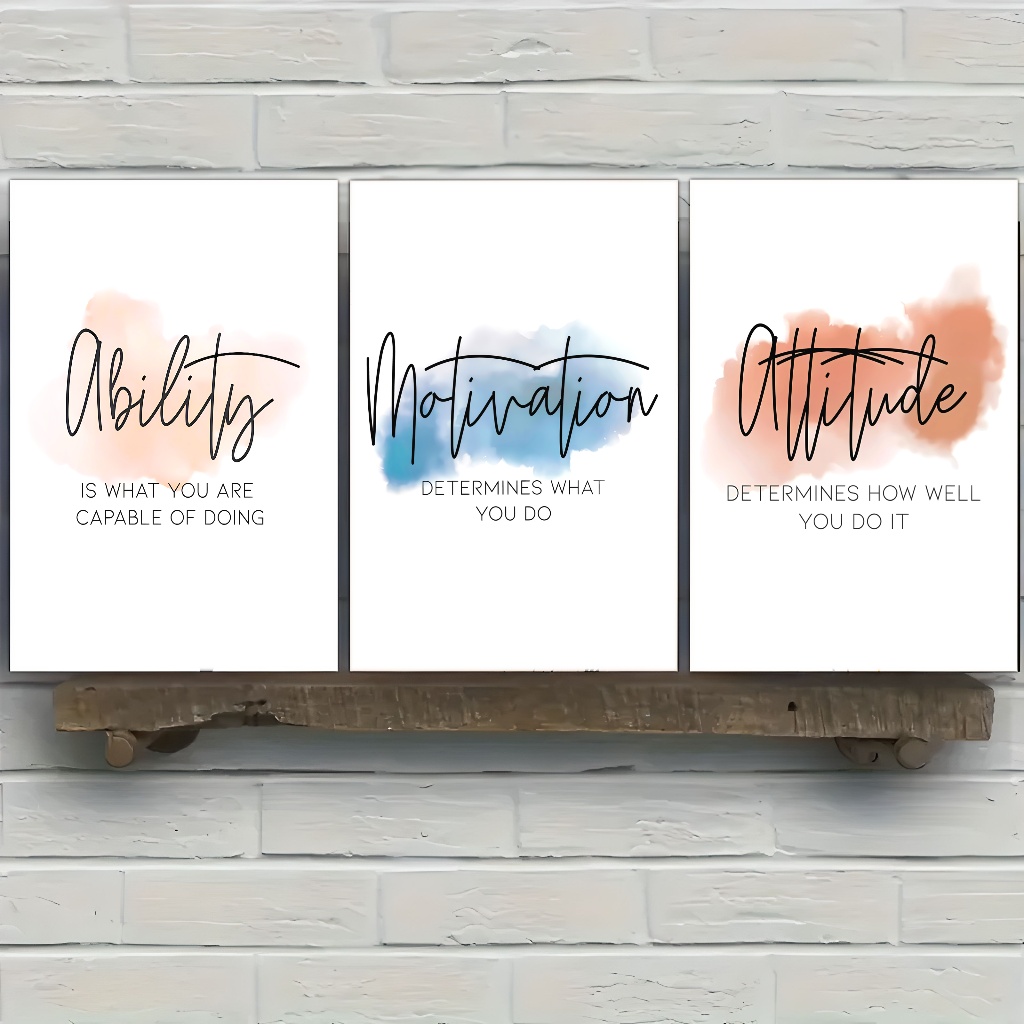 Ability
IS WHAT YOU ARE
CAPABLE OF DOING
Motivation
DETERMINES WHAT
YOU DO
Attitude
DETERMINES HOW WELL
YOU DO IT